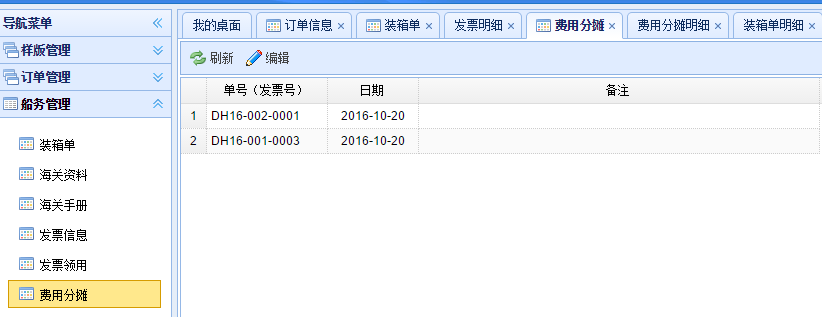 导航菜单
样版管理
订单管理
船务管理
装箱单
海关资料
海关手册
发票信息
发票领用
费用分摊
我的桌面 订单信息 装箱单 发票明细 费用分摊 费用分摊明细 装箱单明细
刷新 编辑
单号（发票号） 日期 备注
1 DH16-002-0001 2016-10-20
2 DH16-001-0003 2016-10-20